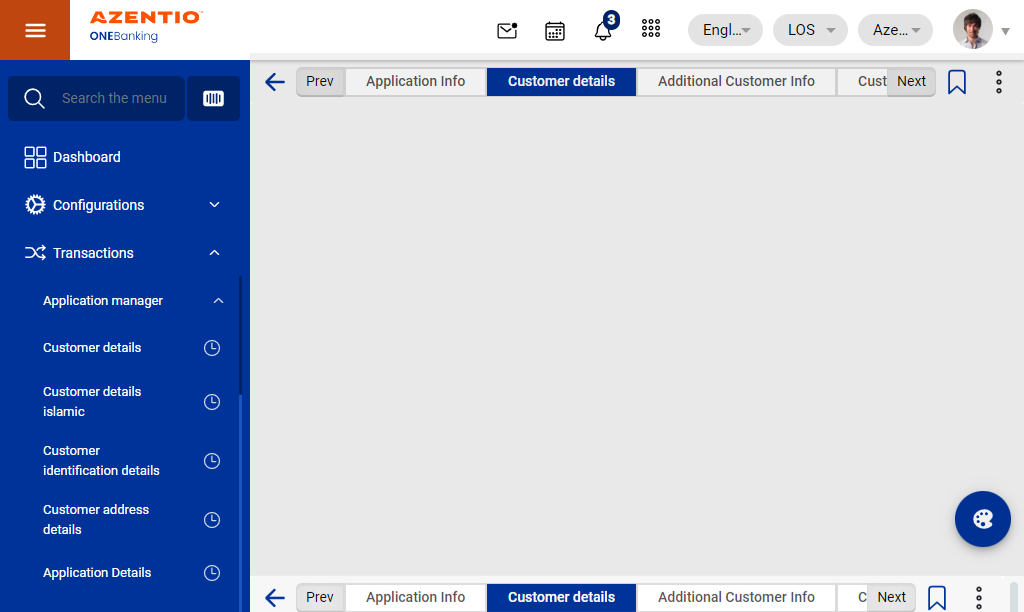 AZENTIO
ONEBanking
3
Engl...
LOS
Aze...
Search the menu
Dashboard
Configurations
Transactions
Application manager
Customer details
Customer details
islamic
Customer
identification details
Customer address
details
Application Details
Prev
Application Info
Customer details
Additional Customer Info
Cust
Next
Prev
Application Info
Customer details
Additional Customer Info
C
Next